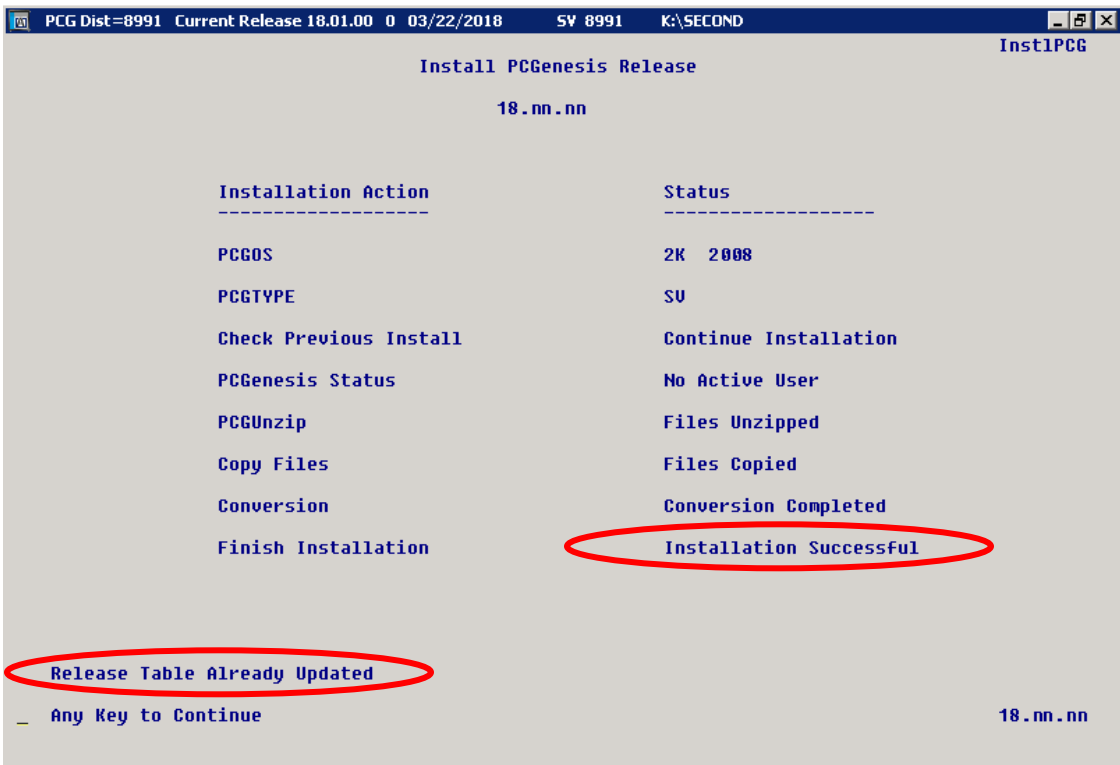 PCG Dist=8991 Current Release 18.01.00 0 03/22/2018 SV 8991 K:\SECOND
InstlPCG
Install PCGenesis Release
18.nn.nn
Installation Action Status
------------------- -------------------
PCGOS 2K 2008
PCGTYPE SV
Check Previous Install Continue Installation
PCGenesis Status No Active User
PCGUnzip Files Unzipped
Copy Files Files Copied
Conversion Conversion Completed
Finish Installation Installation Successful
Release Table Already Updated
_ Any Key to Continue 18.nn.nn